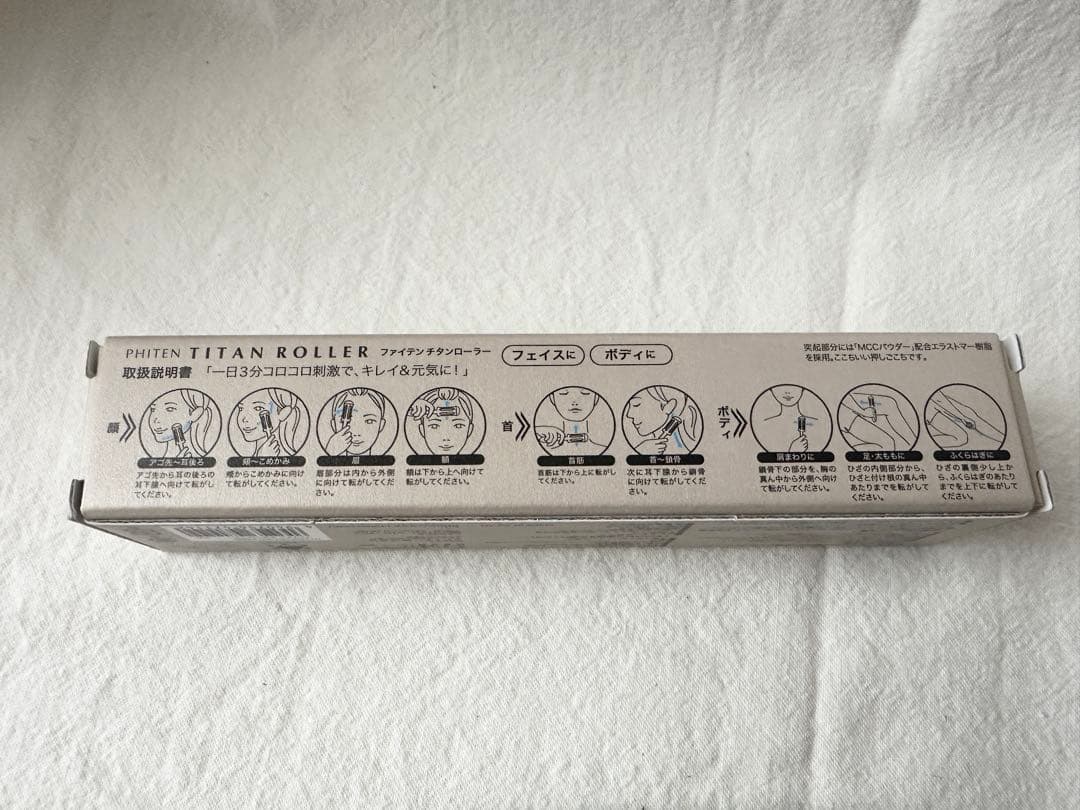 PHITEN TITAN ROLLER ファイテン チタンローラー
フェイスに
ボディに
突起部分には「MCCパウダー」配合エラストマー樹脂
を採用。ここちいい押しごこちです。
取扱説明書 「一日3分コロコロ刺激で、キレイ&元気に!」
顔
アゴ先〜耳後ろ
アゴ先から耳の後ろの
耳下腺へ向けて転がし
てください。
頬〜こめかみ
頬からこめかみに向け
て転がしてください。
眉
眉部分は内から外側
に向けて転がしてくだ
さい。
額
額は下から上へ向けて
転がしてください。
首
首筋
首筋は下から上に転がし
てください。
首〜鎖骨
次に耳下腺から鎖骨
に向けて転がしてくだ
さい。
ボディ
肩まわりに
鎖骨下の部分を、胸の
真ん中から外側へ向け
て転がしてください。
足・太ももに
ひざの内側部分から、
ひざと付け根の真ん中
あたりまでを転がして
ください。
ふくらはぎに
ひざの裏側少し上か
ら、ふくらはぎのあたり
までを上下に転がして
ください。